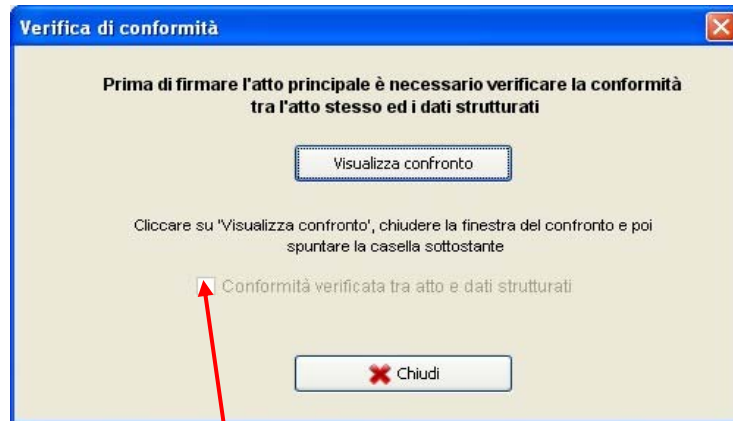 Verifica di conformità
Prima di firmare l'atto principale è necessario verificare la conformità
tra l'atto stesso ed i dati strutturati
Visualizza confronto
Cliccare su 'Visualizza confronto', chiudere la finestra del confronto e poi
spuntare la casella sottostante
Conformità verificata tra atto e dati strutturati
Chiudi